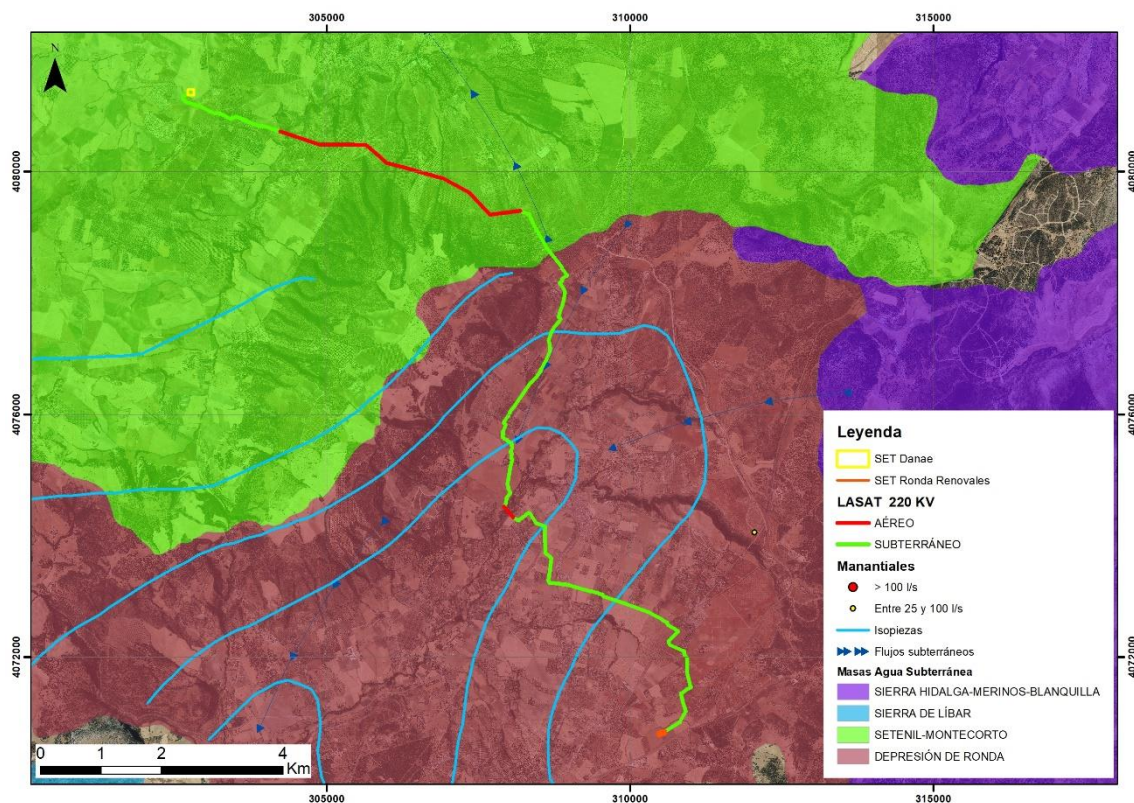 305000
310000
315000
N
4080000
4080000
4076000
4076000
Leyenda
SET Danae
SET Ronda Renovales
LASAT 220 KV
AÉREO
SUBTERRÁNEO
Manantiales
> 100 l/s
Entre 25 y 100 l/s
Isopiezas
Flujos subterráneos
Masas Agua Subterránea
SIERRA HIDALGA-MERINOS-BLANQUILLA
SIERRA DE LÍBAR
SETENIL-MONTECORTO
DEPRESIÓN DE RONDA
4072000
4072000
0 1 2 4
Km
305000
310000
315000